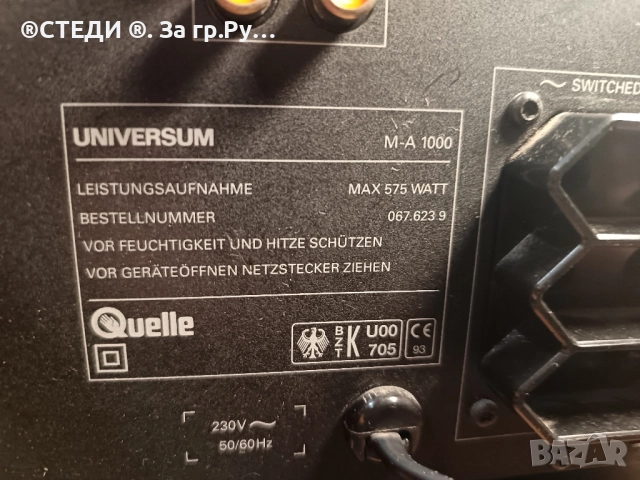 ®СТЕДИ ®. За гр.Ру...
~ SWITCHED
UNIVERSUM M-A 1000
LEISTUNGSAUFNAHME MAX 575 WATT
BESTELLNUMMER 067.623 9
VOR FEUCHTIGKEIT UND HITZE SCHÜTZEN
VOR GERÄTEÖFFNEN NETZSTECKER ZIEHEN
Quelle
BZT K U00 705 CE 93
230V ~
50/60Hz
BAZAR